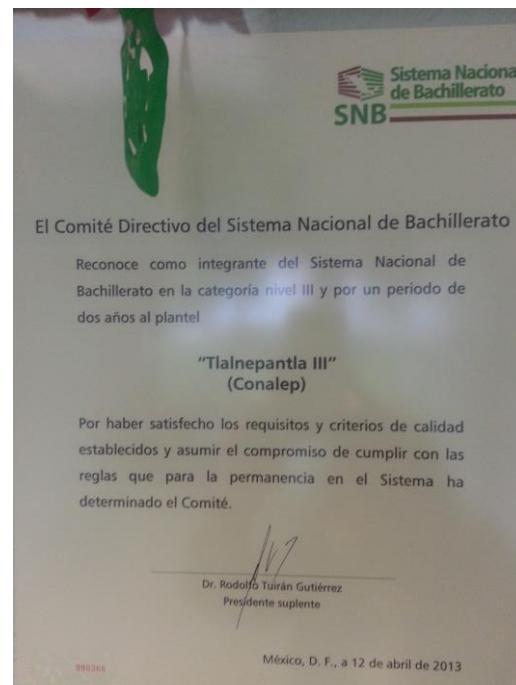 Sistema Naciona
de Bachillerato
SNB
El Comité Directivo del Sistema Nacional de Bachillerato
Reconoce como integrante del Sistema Nacional de
Bachillerato en la categoría nivel III y por un periodo de
dos años al plantel
"Tlalnepantla III"
(Conalep)
Por haber satisfecho los requisitos y criterios de calidad
establecidos y asumir el compromiso de cumplir con las
reglas que para la permanencia en el Sistema ha
determinado el Comité.
Dr. Rodolfo Tuirán Gutiérrez
Presidente suplente
México, D. F., a 12 de abril de 2013